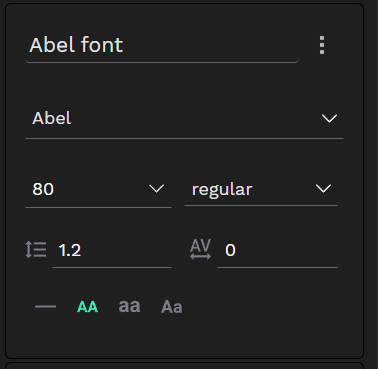 Abel font
Abel
80 regular
1.2 AV 0
AA aa Aa